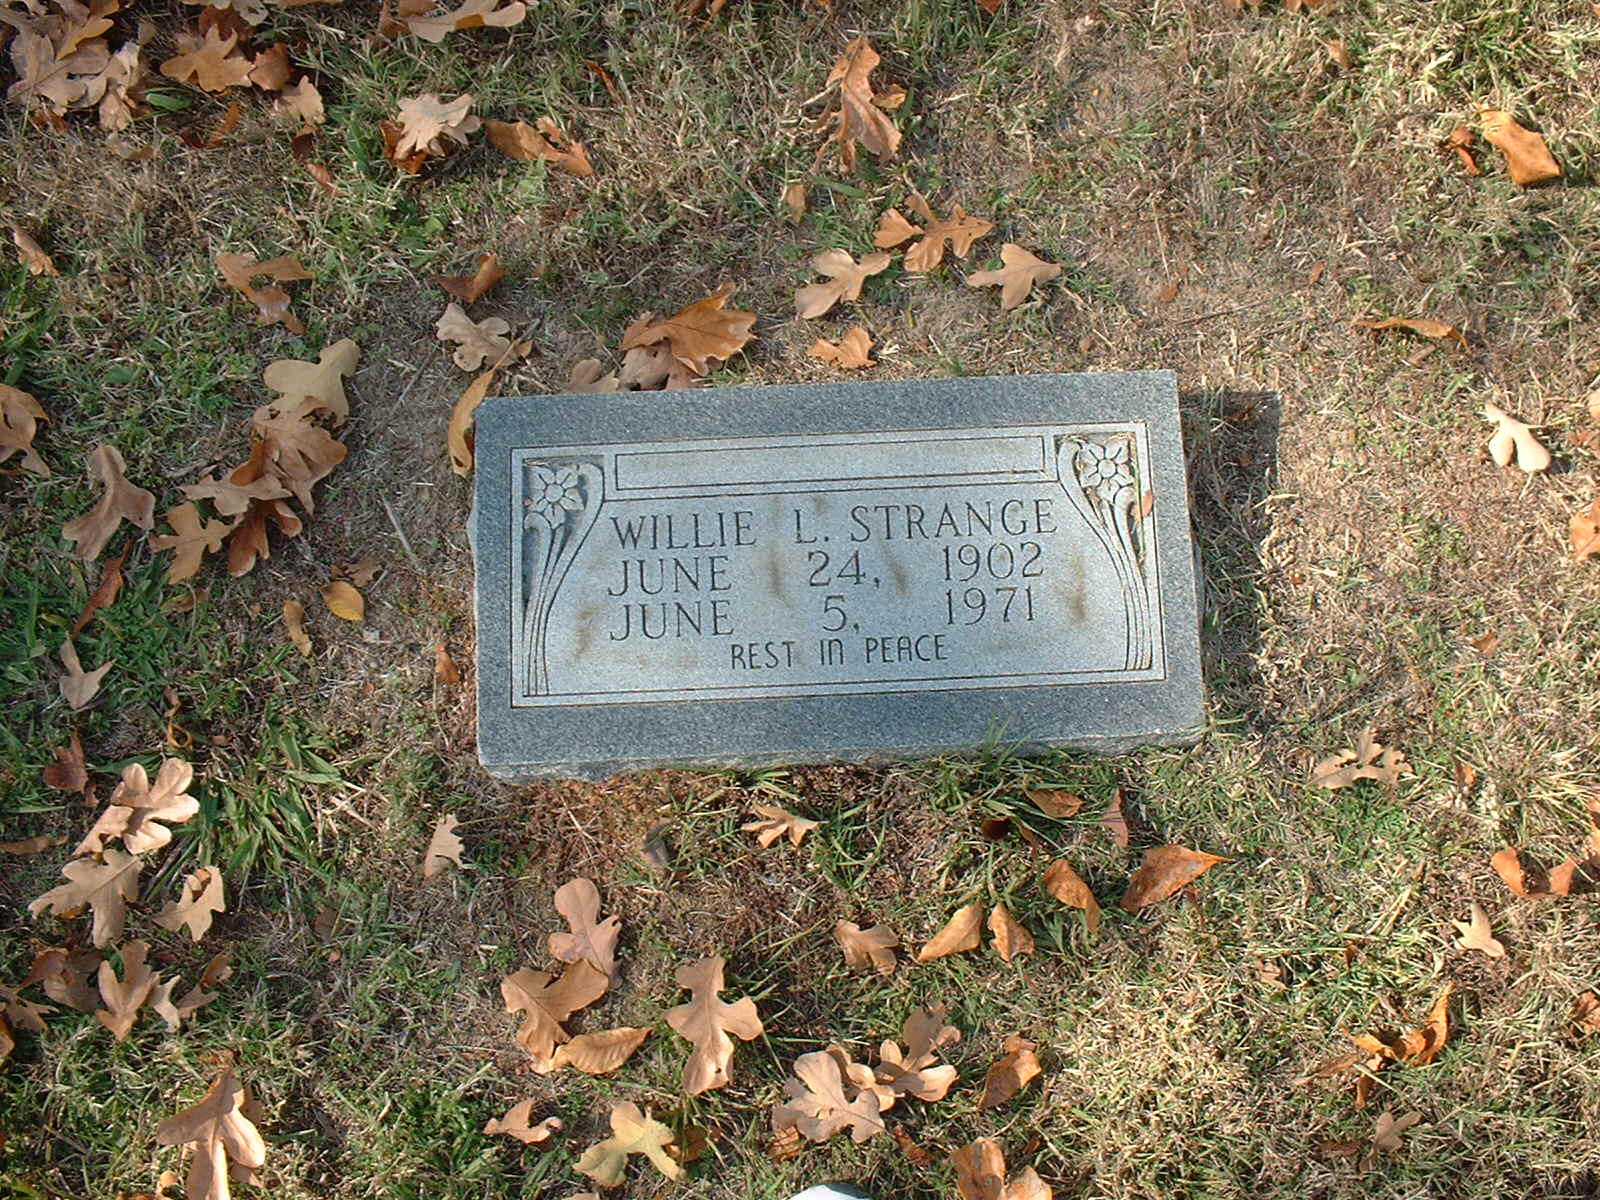 WILLIE L. STRANGE
JUNE 24, 1902
JUNE 5, 1971
REST IN PEACE